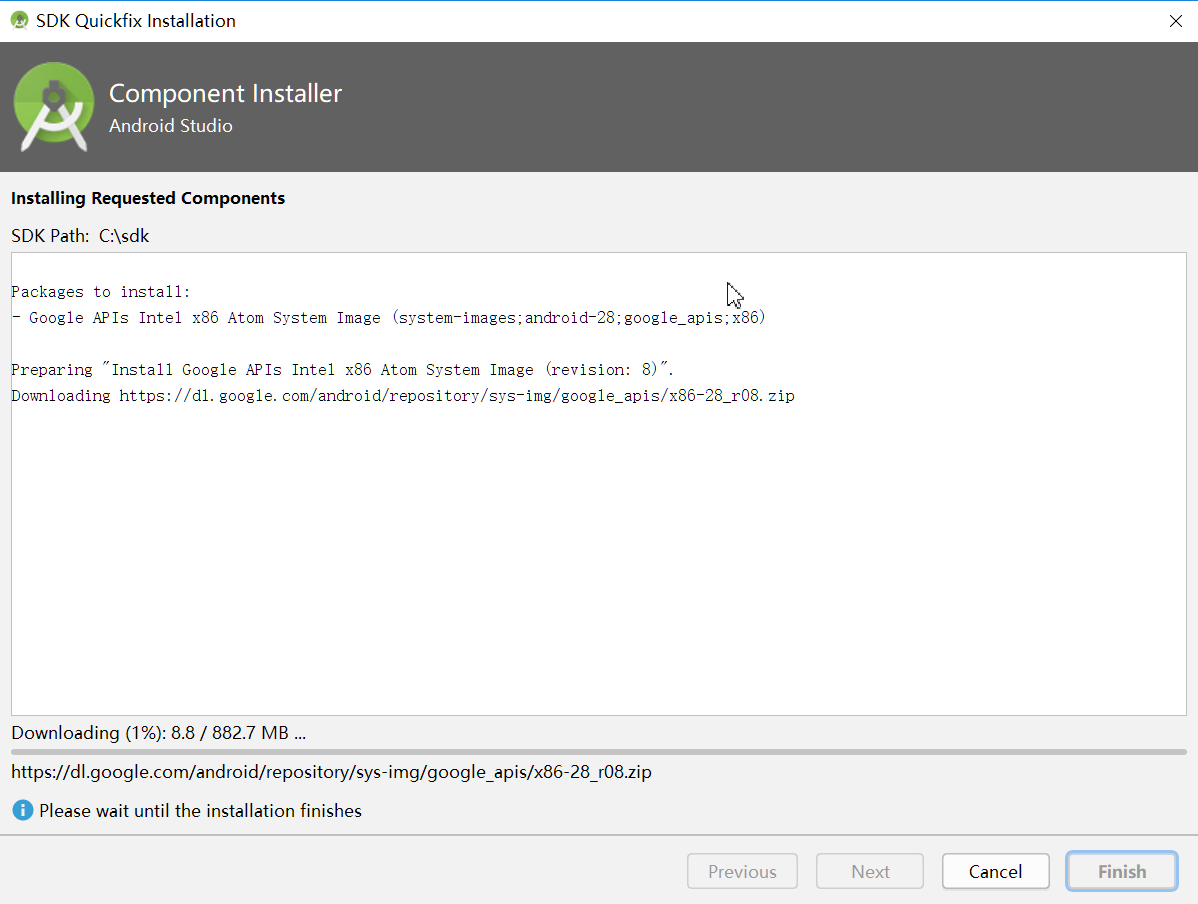 SDK Quickfix Installation
Component Installer
Android Studio
Installing Requested Components
SDK Path: C:\sdk
Packages to install:
- Google APIs Intel x86 Atom System Image (system-images;android-28;google_apis;x86)
Preparing "Install Google APIs Intel x86 Atom System Image (revision: 8)".
Downloading https://dl.google.com/android/repository/sys-img/google_apis/x86-28_r08.zip
Downloading (1%): 8.8 / 882.7 MB ...
https://dl.google.com/android/repository/sys-img/google_apis/x86-28_r08.zip
Please wait until the installation finishes
Previous Next Cancel Finish